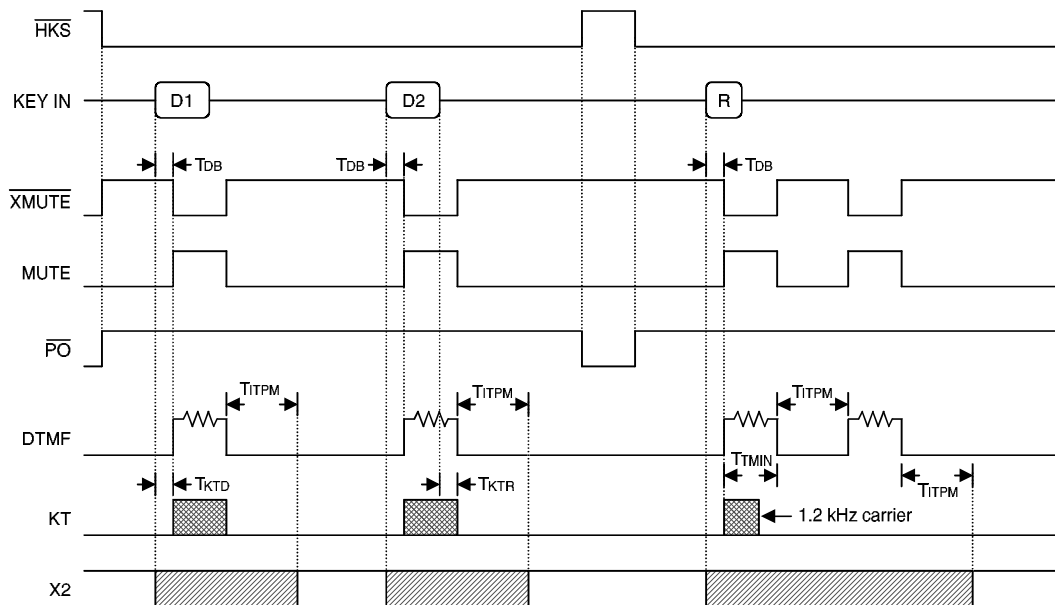 HKS
KEY IN D1 D2 R
TDB TDB TDB
XMUTE
MUTE
PO
TITPM TITPM TITPM
DTMF
TTMIN
TKTD TKTR TITPM
KT 1.2 kHz carrier
X2